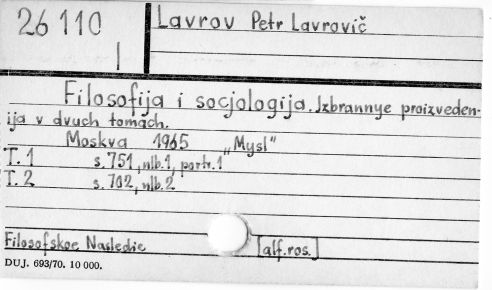 26 110
I
Lavrov Petr Lavrovič
Filosofija i socjologija. Izbrannye proizveden-
ija v dvuch tomach.
Moskva 1965 „Mysl"
T. 1 s. 751, nlb. 1, portr. 1
T. 2 s. 702, nlb. 2
Filosofskoe Nasledie
alf. ros.
DUJ. 693/70. 10 000.